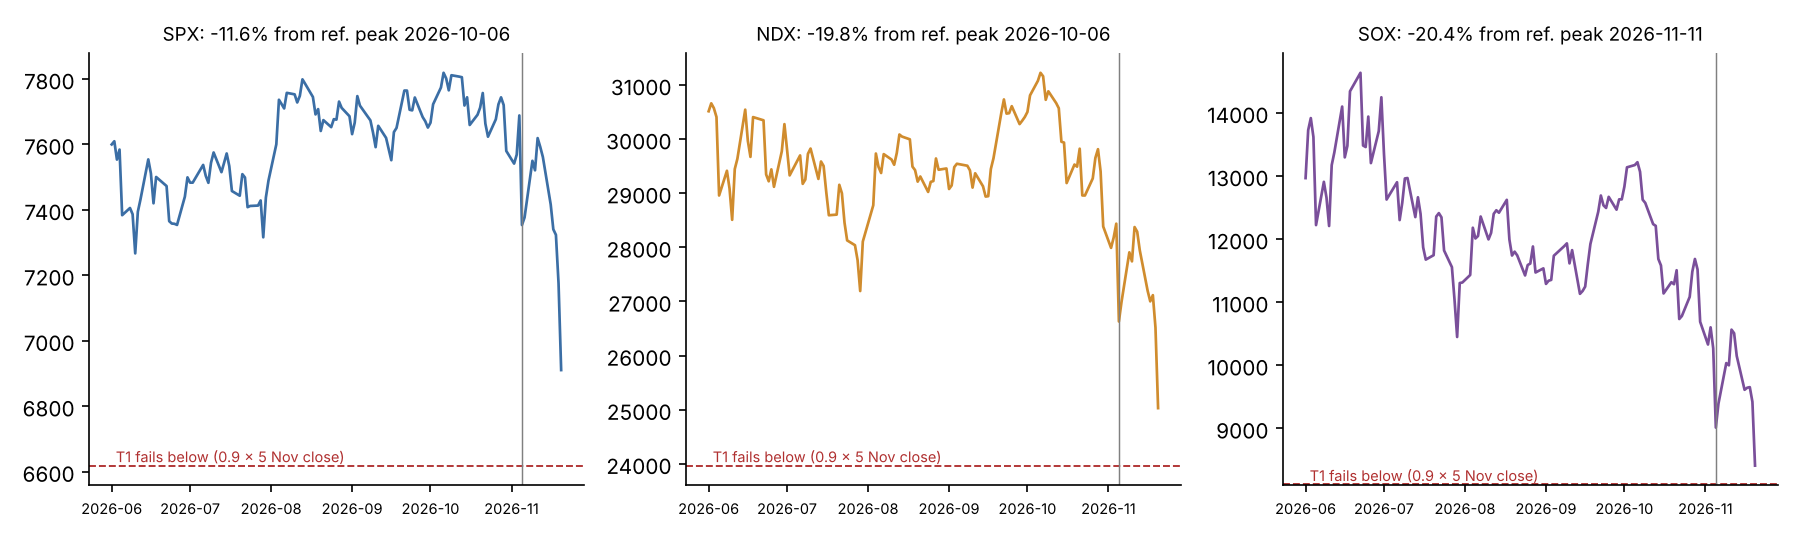 SPX: -11.6% from ref. peak 2026-10-06
7800
7600
7400
7200
7000
6800
6600
T1 fails below (0.9 × 5 Nov close)
2026-06 2026-07 2026-08 2026-09 2026-10 2026-11
NDX: -19.8% from ref. peak 2026-10-06
31000
30000
29000
28000
27000
26000
25000
24000
T1 fails below (0.9 × 5 Nov close)
2026-06 2026-07 2026-08 2026-09 2026-10 2026-11
SOX: -20.4% from ref. peak 2026-11-11
14000
13000
12000
11000
10000
9000
T1 fails below (0.9 × 5 Nov close)
2026-06 2026-07 2026-08 2026-09 2026-10 2026-11